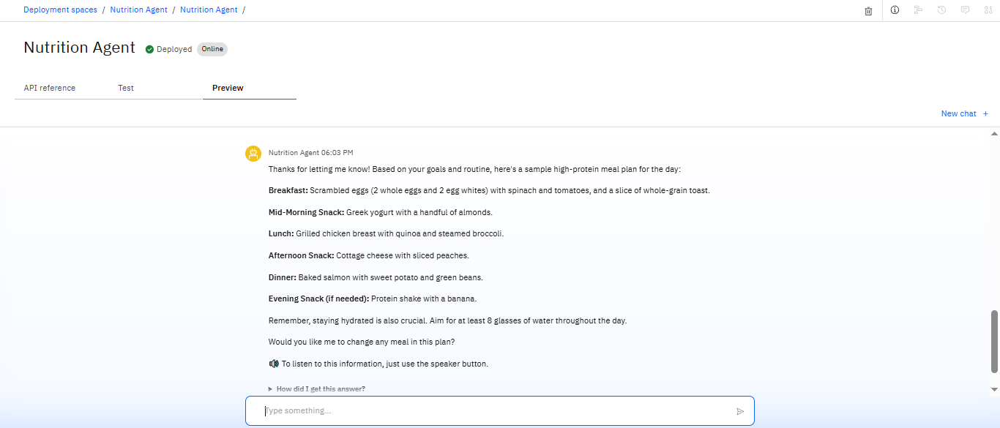 Deployment spaces / Nutrition Agent / Nutrition Agent /
Nutrition Agent Deployed Online
API reference Test Preview
New chat +
Nutrition Agent 06:03 PM
Thanks for letting me know! Based on your goals and routine, here's a sample high-protein meal plan for the day:
Breakfast: Scrambled eggs (2 whole eggs and 2 egg whites) with spinach and tomatoes, and a slice of whole-grain toast.
Mid-Morning Snack: Greek yogurt with a handful of almonds.
Lunch: Grilled chicken breast with quinoa and steamed broccoli.
Afternoon Snack: Cottage cheese with sliced peaches.
Dinner: Baked salmon with sweet potato and green beans.
Evening Snack (if needed): Protein shake with a banana.
Remember, staying hydrated is also crucial. Aim for at least 8 glasses of water throughout the day.
Would you like me to change any meal in this plan?
🔊 To listen to this information, just use the speaker button.
How did I get this answer?
Type something...